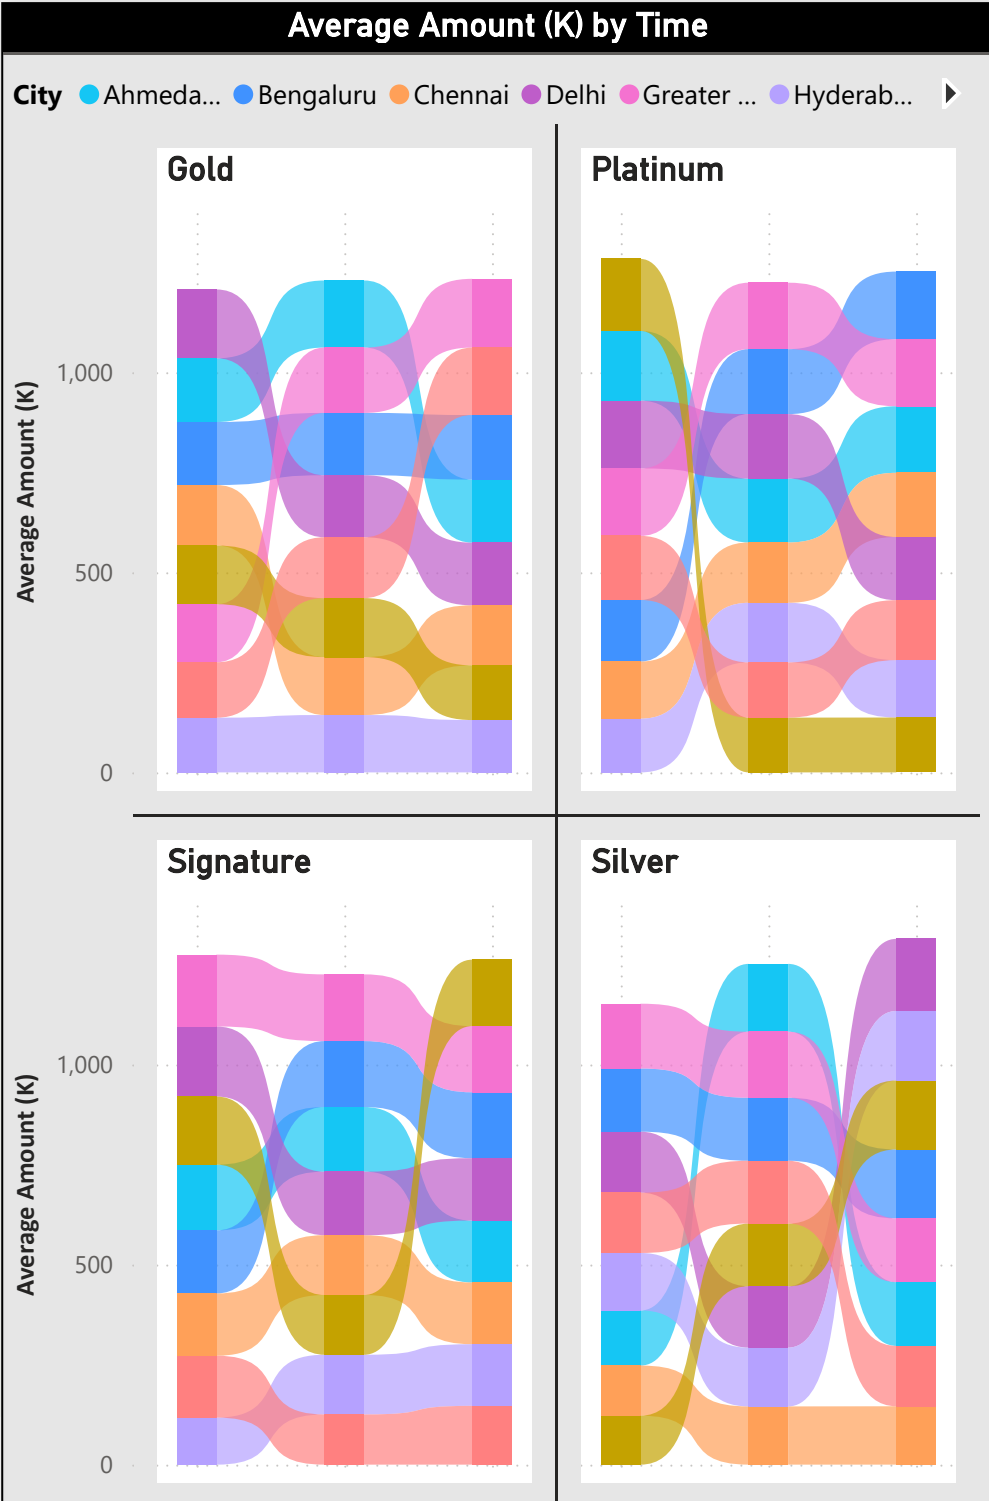 Average Amount (K) by Time
City Ahmeda... Bengaluru Chennai Delhi Greater ... Hyderab...
Gold
Platinum
1,000
500
0
Average Amount (K)
Signature
Silver
1,000
500
0
Average Amount (K)